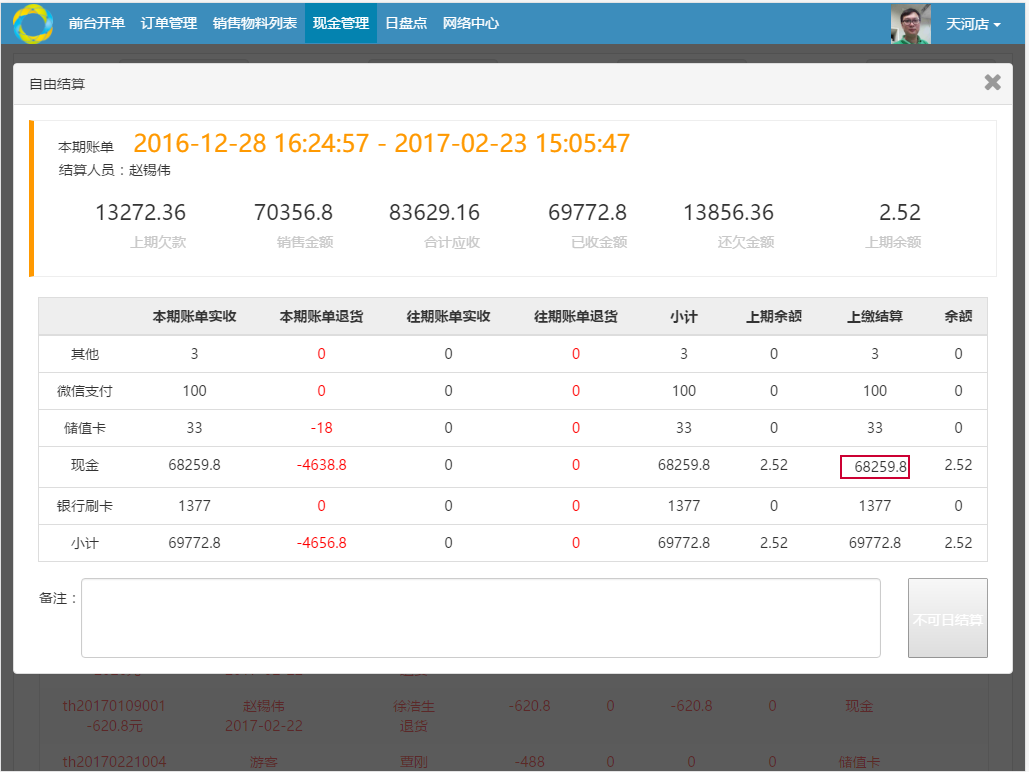 前台开单 订单管理 销售物料列表 现金管理 日盘点 网络中心 天河店
自由结算
本期账单 2016-12-28 16:24:57 - 2017-02-23 15:05:47
结算人员：赵锡伟
13272.36 70356.8 83629.16 69772.8 13856.36 2.52
上期欠款 销售金额 合计应收 已收金额 还欠金额 上期余额
本期账单实收 本期账单退货 往期账单实收 往期账单退货 小计 上期余额 上缴结算 余额
其他 3 0 0 0 3 0 3 0
微信支付 100 0 0 0 100 0 100 0
储值卡 33 -18 0 0 33 0 33 0
现金 68259.8 -4638.8 0 0 68259.8 2.52 68259.8 2.52
银行刷卡 1377 0 0 0 1377 0 1377 0
小计 69772.8 -4656.8 0 0 69772.8 2.52 69772.8 2.52
备注：
不可日结算
th20170109001 赵锡伟 徐浩生 -620.8 0 -620.8 0 现金
-620.8元 2017-02-22 退货
th20170221004 游客 覃刚 -488 0 0 0 储值卡